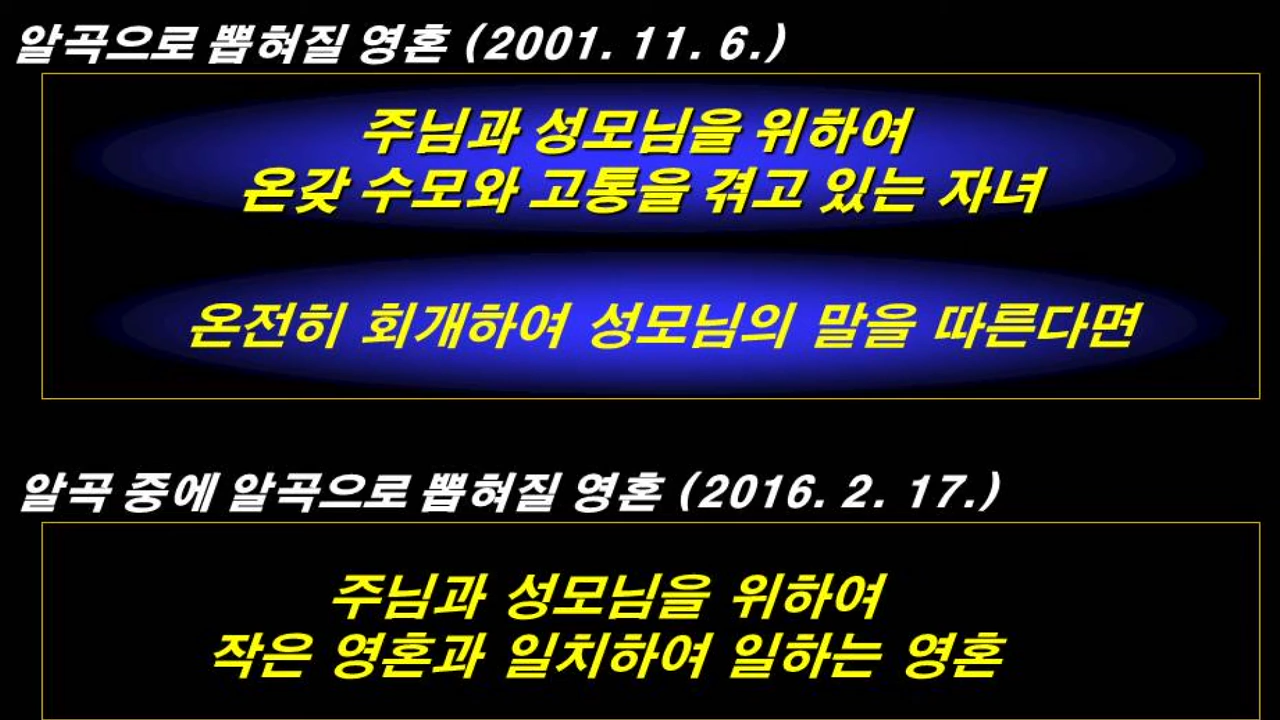 알곡으로 뽑혀질 영혼 (2001. 11. 6.)
주님과 성모님을 위하여
온갖 수모와 고통을 겪고 있는 자녀
온전히 회개하여 성모님의 말을 따른다면
알곡 중에 알곡으로 뽑혀질 영혼 (2016. 2. 17.)
주님과 성모님을 위하여
작은 영혼과 일치하여 일하는 영혼